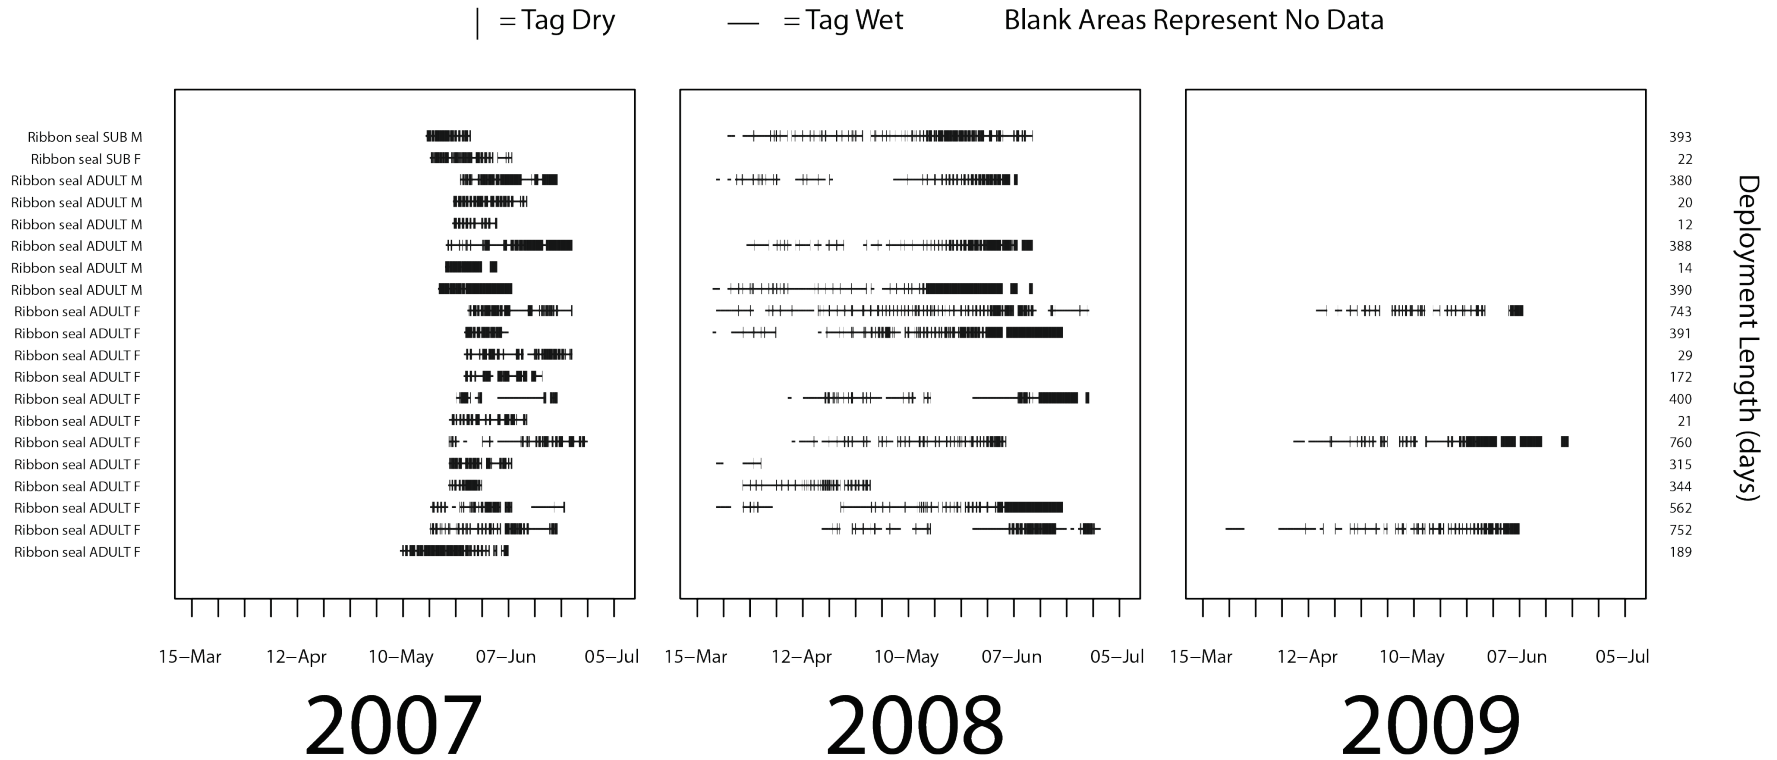 | = Tag Dry — = Tag Wet Blank Areas Represent No Data
Ribbon seal SUB M 393
Ribbon seal SUB F 22
Ribbon seal ADULT M 380
Ribbon seal ADULT M 20
Ribbon seal ADULT M 12
Ribbon seal ADULT M 388
Ribbon seal ADULT M 14
Ribbon seal ADULT M 390
Ribbon seal ADULT F 743
Ribbon seal ADULT F 391
Ribbon seal ADULT F 29
Ribbon seal ADULT F 172
Ribbon seal ADULT F 400
Ribbon seal ADULT F 21
Ribbon seal ADULT F 760
Ribbon seal ADULT F 315
Ribbon seal ADULT F 344
Ribbon seal ADULT F 562
Ribbon seal ADULT F 752
Ribbon seal ADULT F 189
Deployment Length (days)
15−Mar 12−Apr 10−May 07−Jun 05−Jul 15−Mar 12−Apr 10−May 07−Jun 05−Jul 15−Mar 12−Apr 10−May 07−Jun 05−Jul
2007 2008 2009